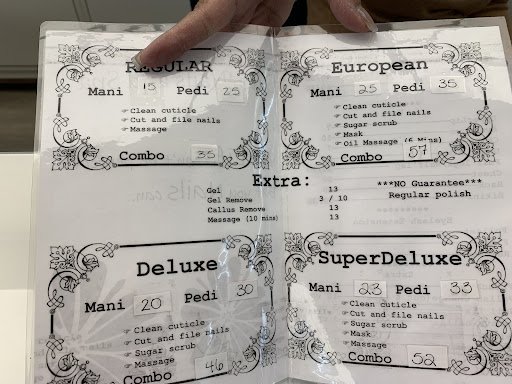 REGULAR
Mani 15 Pedi 25
Clean cuticle
Cut and file nails
Massage
Combo 35
European
Mani 25 Pedi 35
Clean cuticle
Cut and file nails
Sugar scrub
Mask
Oil Massage (6 Mins)
Combo 57
Extra:
Gel 13
Gel Remove 3 / 10
Callus Remove 13
Message (10 mins) 13
***NO Guarantee***
Regular polish
Deluxe
Mani 20 Pedi 30
Clean cuticle
Cut and file nails
Sugar scrub
Massage
Combo 46
SuperDeluxe
Mani 23 Pedi 33
Clean cuticle
Cut and file nails
Sugar scrub
Mask
Massage
Combo 52